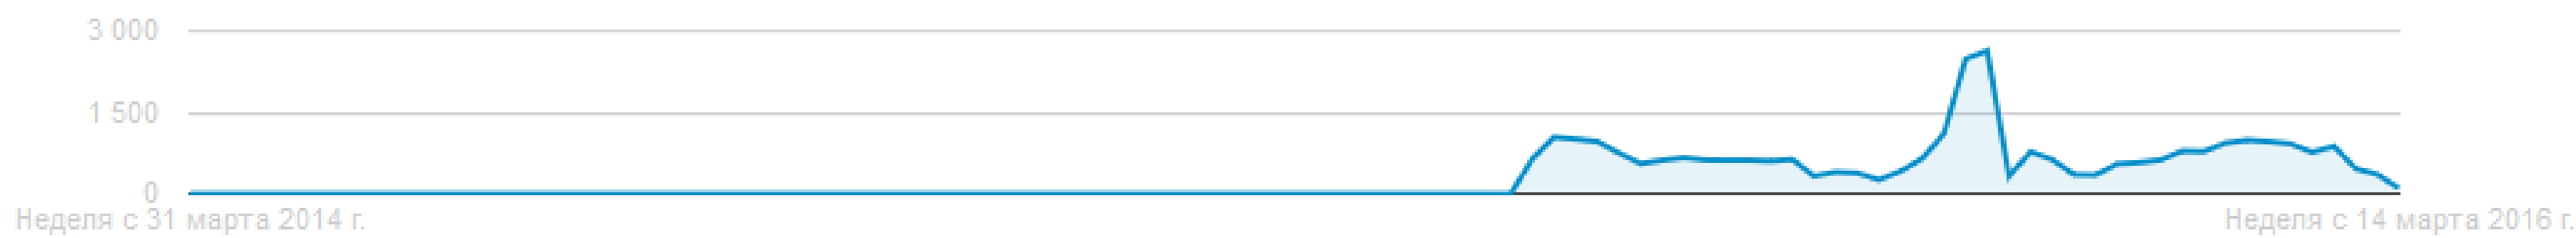 3 000
1 500
0
Неделя с 31 марта 2014 г.
Неделя с 14 марта 2016 г.